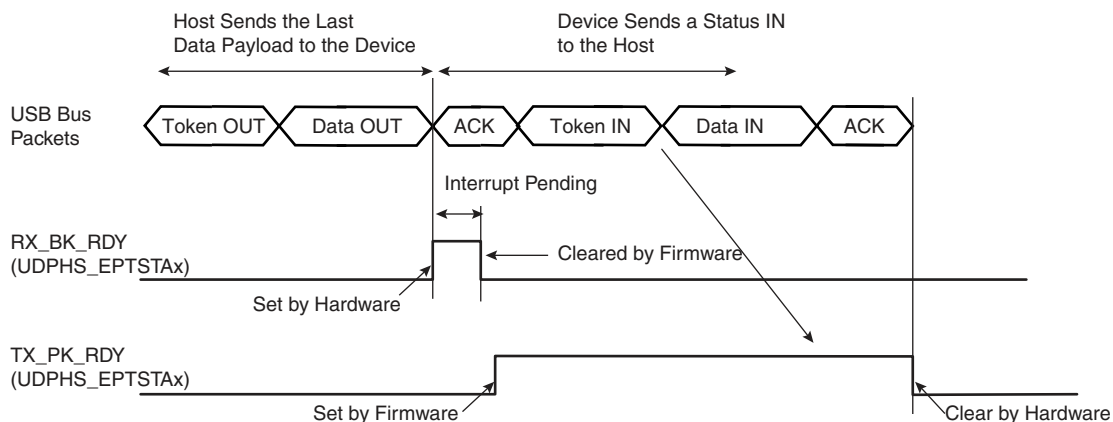 Host Sends the Last
Data Payload to the Device
Device Sends a Status IN
to the Host
USB Bus
Packets
Token OUT
Data OUT
ACK
Token IN
Data IN
ACK
Interrupt Pending
RX_BK_RDY
(UDPHS_EPTSTAx)
Cleared by Firmware
Set by Hardware
TX_PK_RDY
(UDPHS_EPTSTAx)
Set by Firmware
Clear by Hardware